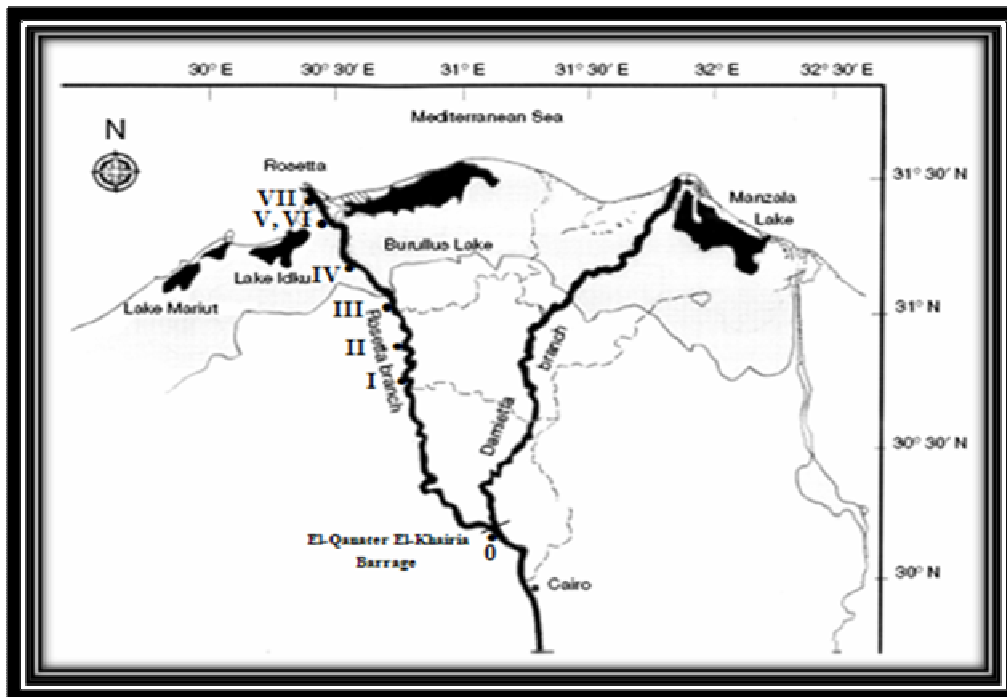 30° E 30° 30′ E 31° E 31° 30′ E 32° E 32° 30′ E
Mediterranean Sea
N
Rosetta
31° 30′ N
VII
Manzala
Lake
V, VI
Burullus Lake
IV
Lake Idku
Lake Mariut
III
31° N
II
Rosetta branch
branch
I
Damietta
30° 30′ N
El-Qanater El-Khairia
Barrage
0
30° N
Cairo